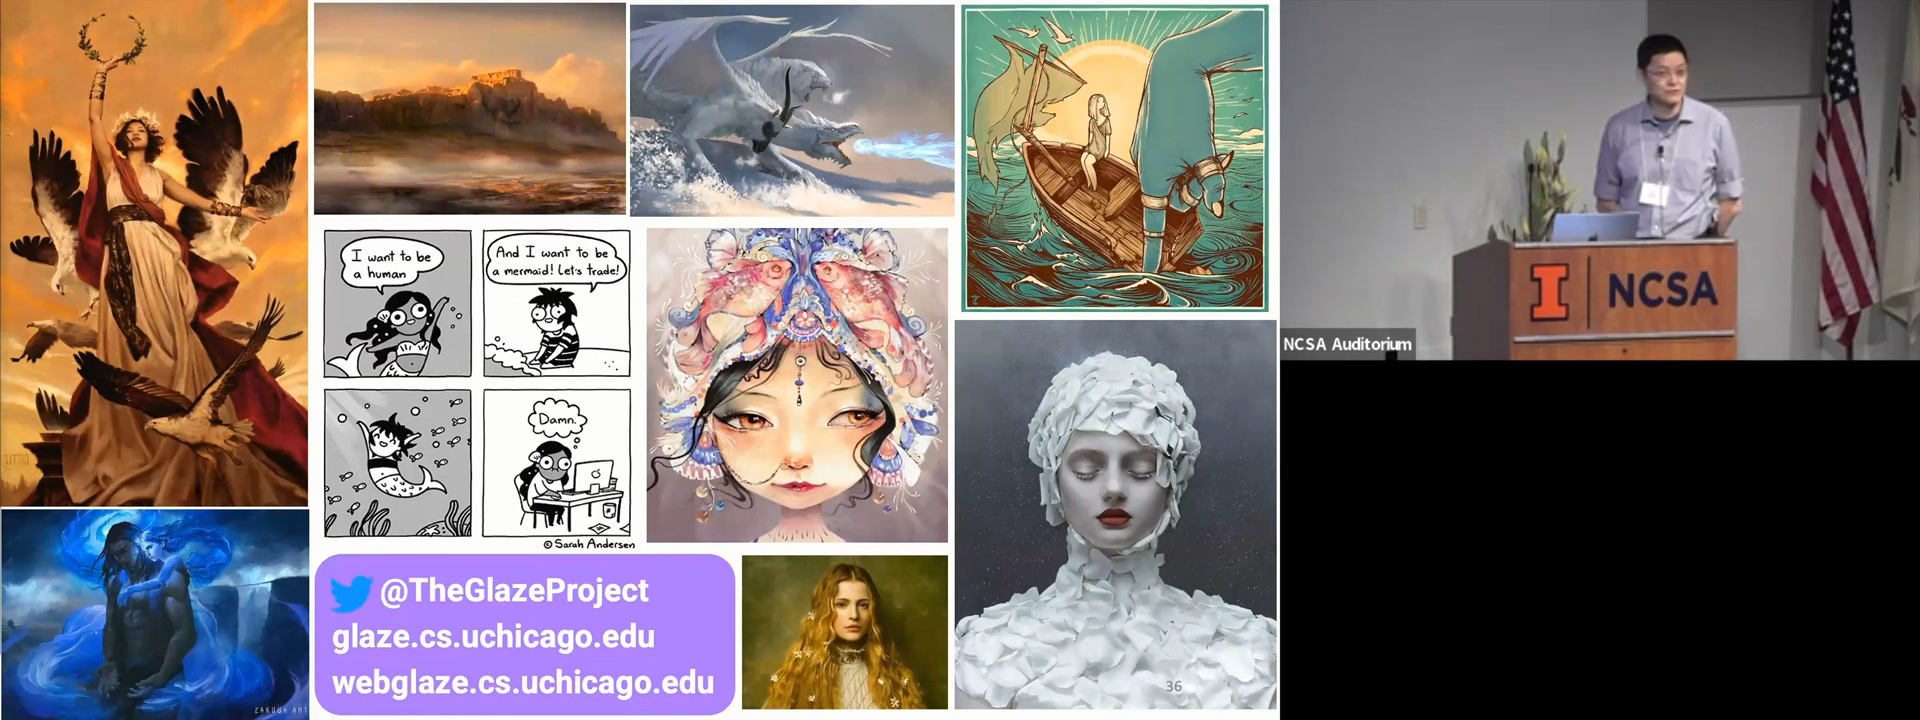 I want to be
a human
And I want to be
a mermaid! Let's trade!
Damn.
© Sarah Andersen
@TheGlazeProject
glaze.cs.uchicago.edu
webglaze.cs.uchicago.edu
ZAKUGA ART
36
I NCSA
NCSA Auditorium